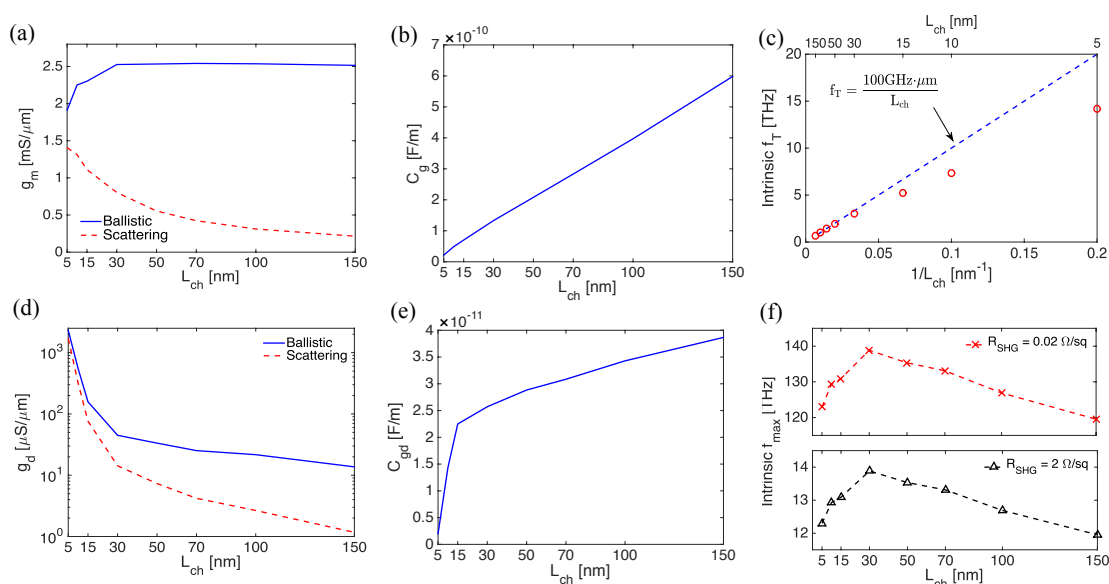 (a)
g_m [mS/μm]
2.5
2
1.5
1
0.5
0
Ballistic
Scattering
5 15 30 50 70 100 150
L_ch [nm]
(b)
×10^-10
C_g [F/m]
7
6
5
4
3
2
1
0
5 15 30 50 70 100 150
L_ch [nm]
(c)
L_ch [nm]
150 50 30 15 10 5
Intrinsic f_T [THz]
20
15
10
5
0
f_T = 100GHz·μm / L_ch
0 0.05 0.1 0.15 0.2
1/L_ch [nm^-1]
(d)
g_d [μS/μm]
10^3
10^2
10^1
10^0
Ballistic
Scattering
5 15 30 50 70 100 150
L_ch [nm]
(e)
×10^-11
C_gd [F/m]
4
3.5
3
2.5
2
1.5
1
0.5
0
5 15 30 50 70 100 150
L_ch [nm]
(f)
Intrinsic f_max [THz]
140
130
120
R_SHG = 0.02 Ω/sq
14
13
12
R_SHG = 2 Ω/sq
5 15 30 50 70 100 150
L_ch [nm]